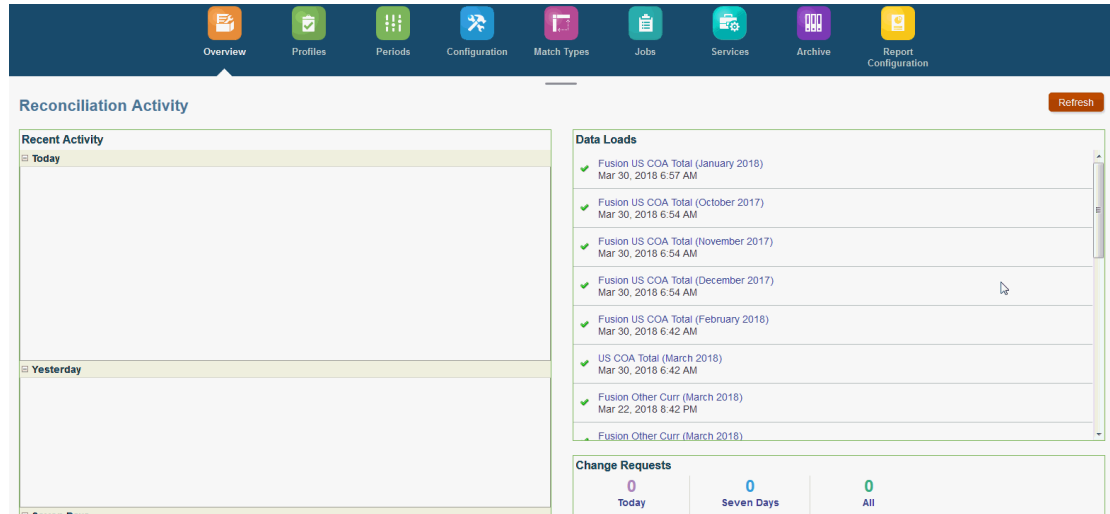 Overview
Profiles
Periods
Configuration
Match Types
Jobs
Services
Archive
Report
Configuration
Reconciliation Activity
Refresh
Recent Activity
Today
Yesterday
Data Loads
Fusion US COA Total (January 2018)
Mar 30, 2018 6:57 AM
Fusion US COA Total (October 2017)
Mar 30, 2018 6:54 AM
Fusion US COA Total (November 2017)
Mar 30, 2018 6:54 AM
Fusion US COA Total (December 2017)
Mar 30, 2018 6:54 AM
Fusion US COA Total (February 2018)
Mar 30, 2018 6:42 AM
US COA Total (March 2018)
Mar 30, 2018 6:42 AM
Fusion Other Curr (March 2018)
Mar 22, 2018 8:42 PM
Fusion Other Curr (March 2018)
Change Requests
0
Today
0
Seven Days
0
All